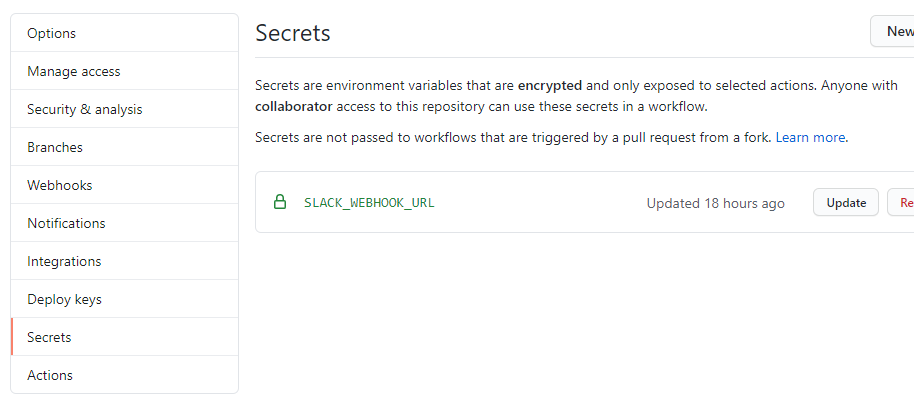 Options
Manage access
Security & analysis
Branches
Webhooks
Notifications
Integrations
Deploy keys
Secrets
Actions
Secrets
New
Secrets are environment variables that are encrypted and only exposed to selected actions. Anyone with
collaborator access to this repository can use these secrets in a workflow.
Secrets are not passed to workflows that are triggered by a pull request from a fork. Learn more.
SLACK_WEBHOOK_URL Updated 18 hours ago Update Re